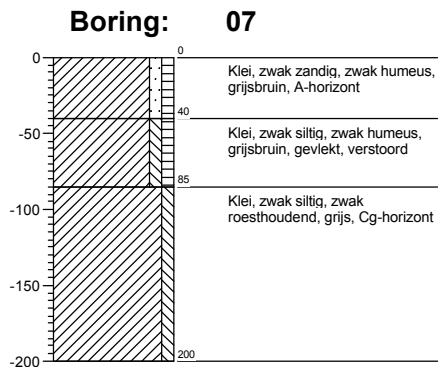 Boring: 07
0
0
Klei, zwak zandig, zwak humeus,
grijsbruin, A-horizont
40
-50
Klei, zwak siltig, zwak humeus,
grijsbruin, gevlekt, verstoord
85
-100
Klei, zwak siltig, zwak
roesthoudend, grijs, Cg-horizont
-150
-200
200